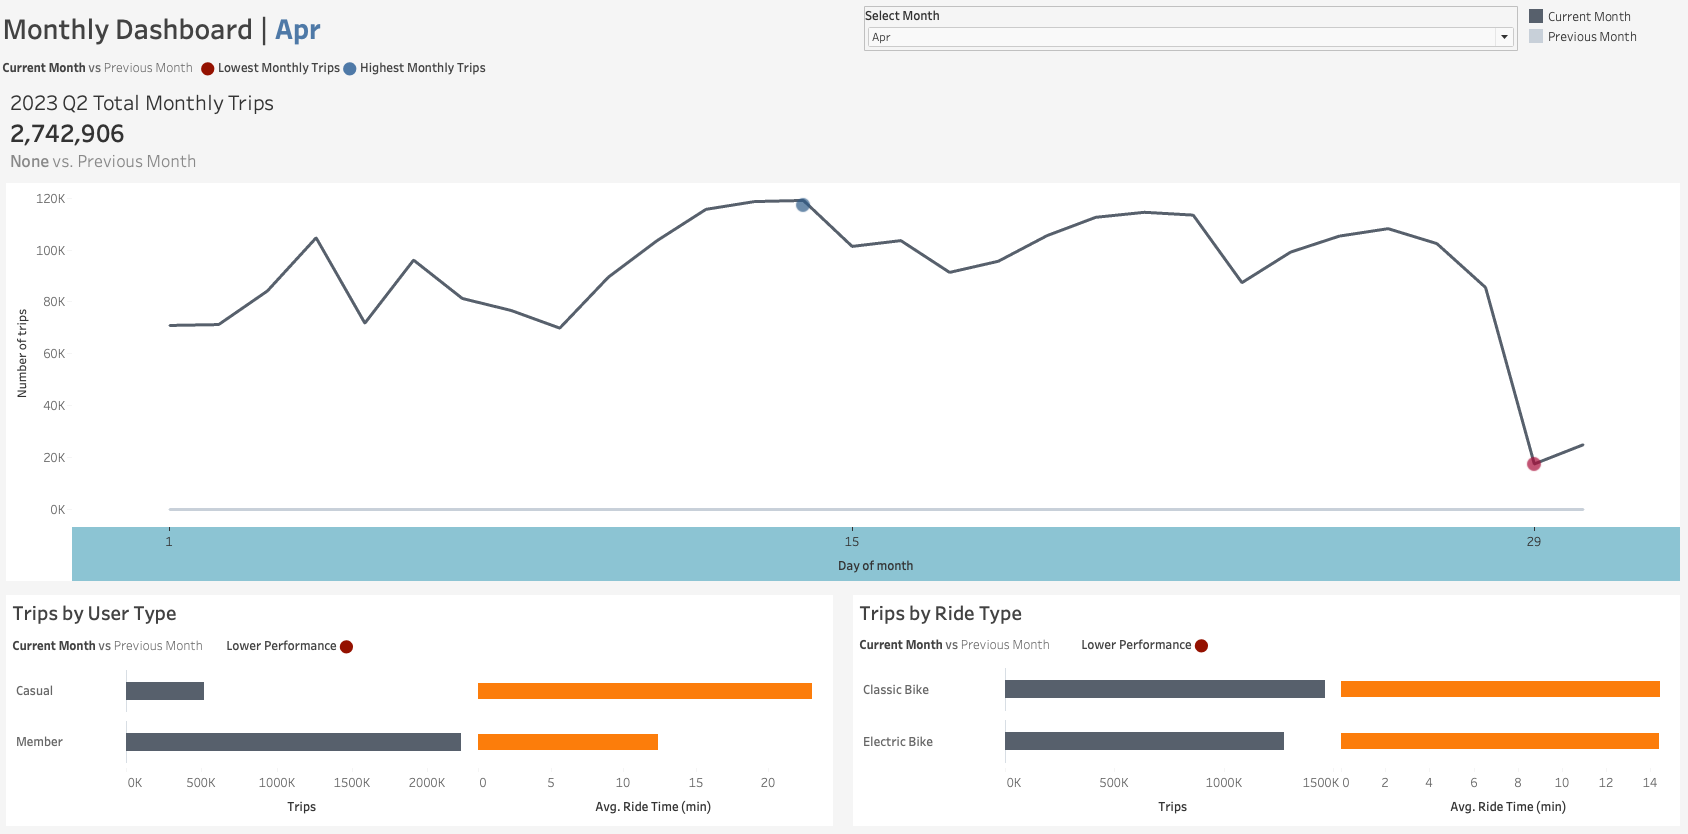 Monthly Dashboard | Apr
Select Month
Apr
Current Month
Previous Month
Current Month vs Previous Month Lowest Monthly Trips Highest Monthly Trips
2023 Q2 Total Monthly Trips
2,742,906
None vs. Previous Month
120K
100K
80K
60K
40K
20K
0K
Number of trips
1 15 29
Day of month
Trips by User Type
Current Month vs Previous Month Lower Performance
Casual
Member
0K 500K 1000K 1500K 2000K 0 5 10 15 20
Trips Avg. Ride Time (min)
Trips by Ride Type
Current Month vs Previous Month Lower Performance
Classic Bike
Electric Bike
0K 500K 1000K 1500K 0 2 4 6 8 10 12 14
Trips Avg. Ride Time (min)